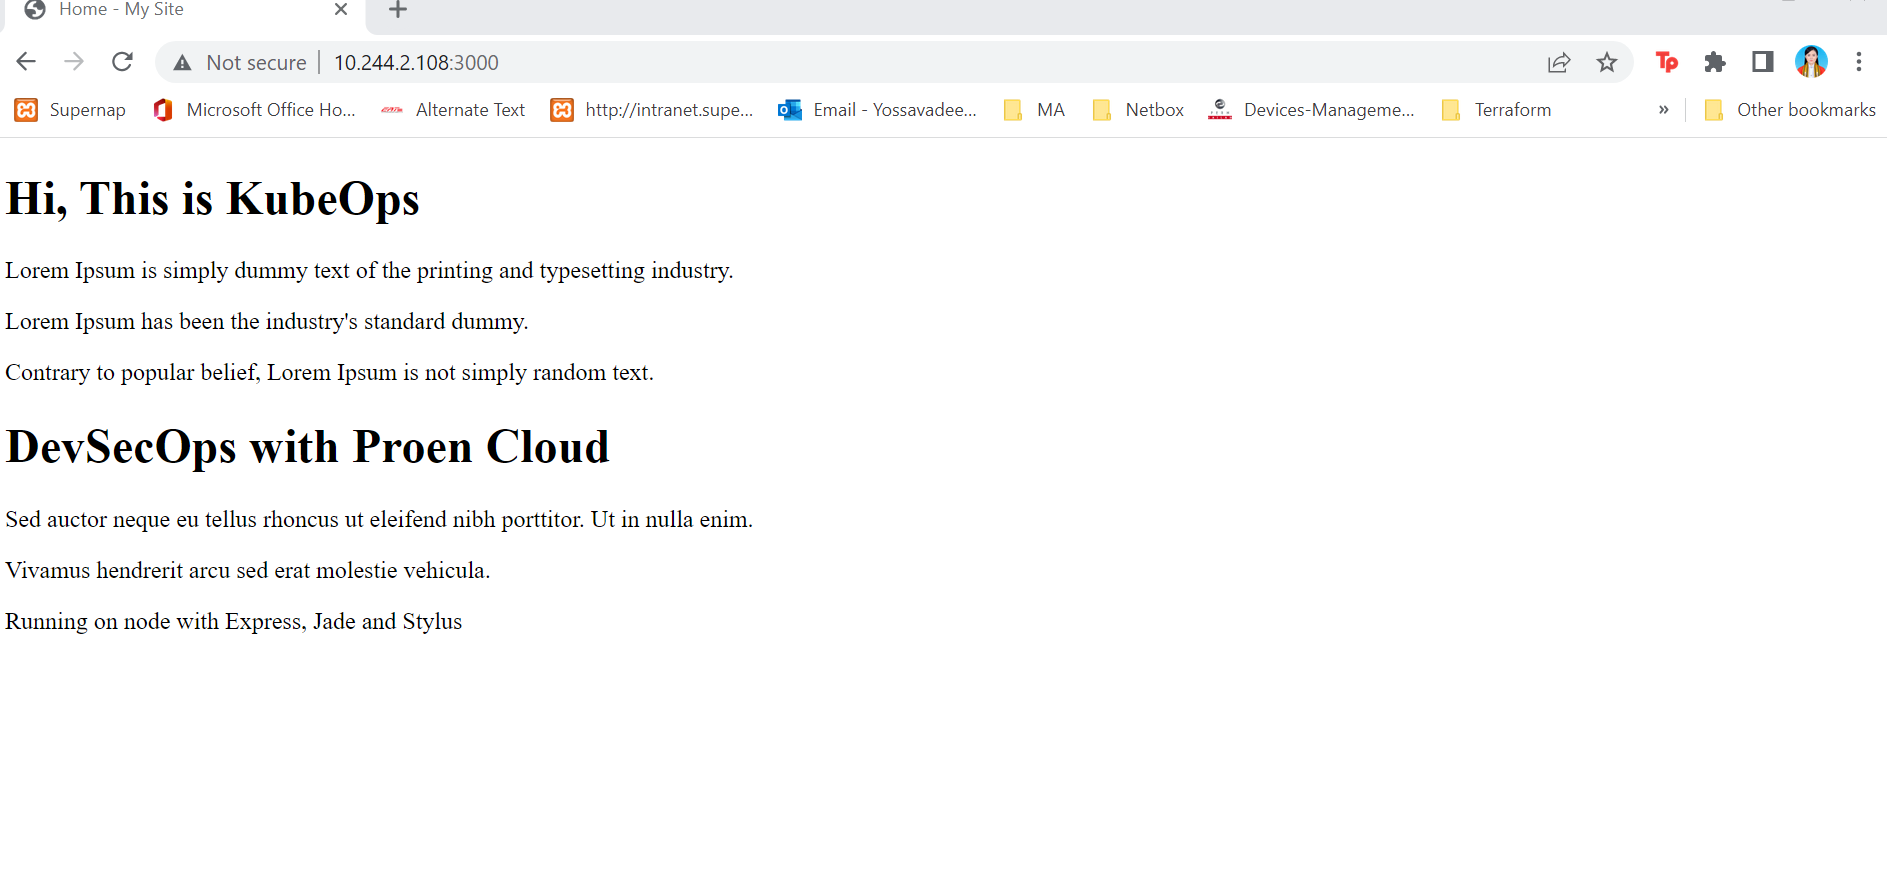 Home - My Site
Not secure 10.244.2.108:3000
Tp
Supernap Microsoft Office Ho... Alternate Text http://intranet.supe... Email - Yossavadee... MA Netbox Devices-Manageme... Terraform » Other bookmarks
Hi, This is KubeOps
Lorem Ipsum is simply dummy text of the printing and typesetting industry.
Lorem Ipsum has been the industry's standard dummy.
Contrary to popular belief, Lorem Ipsum is not simply random text.
DevSecOps with Proen Cloud
Sed auctor neque eu tellus rhoncus ut eleifend nibh porttitor. Ut in nulla enim.
Vivamus hendrerit arcu sed erat molestie vehicula.
Running on node with Express, Jade and Stylus